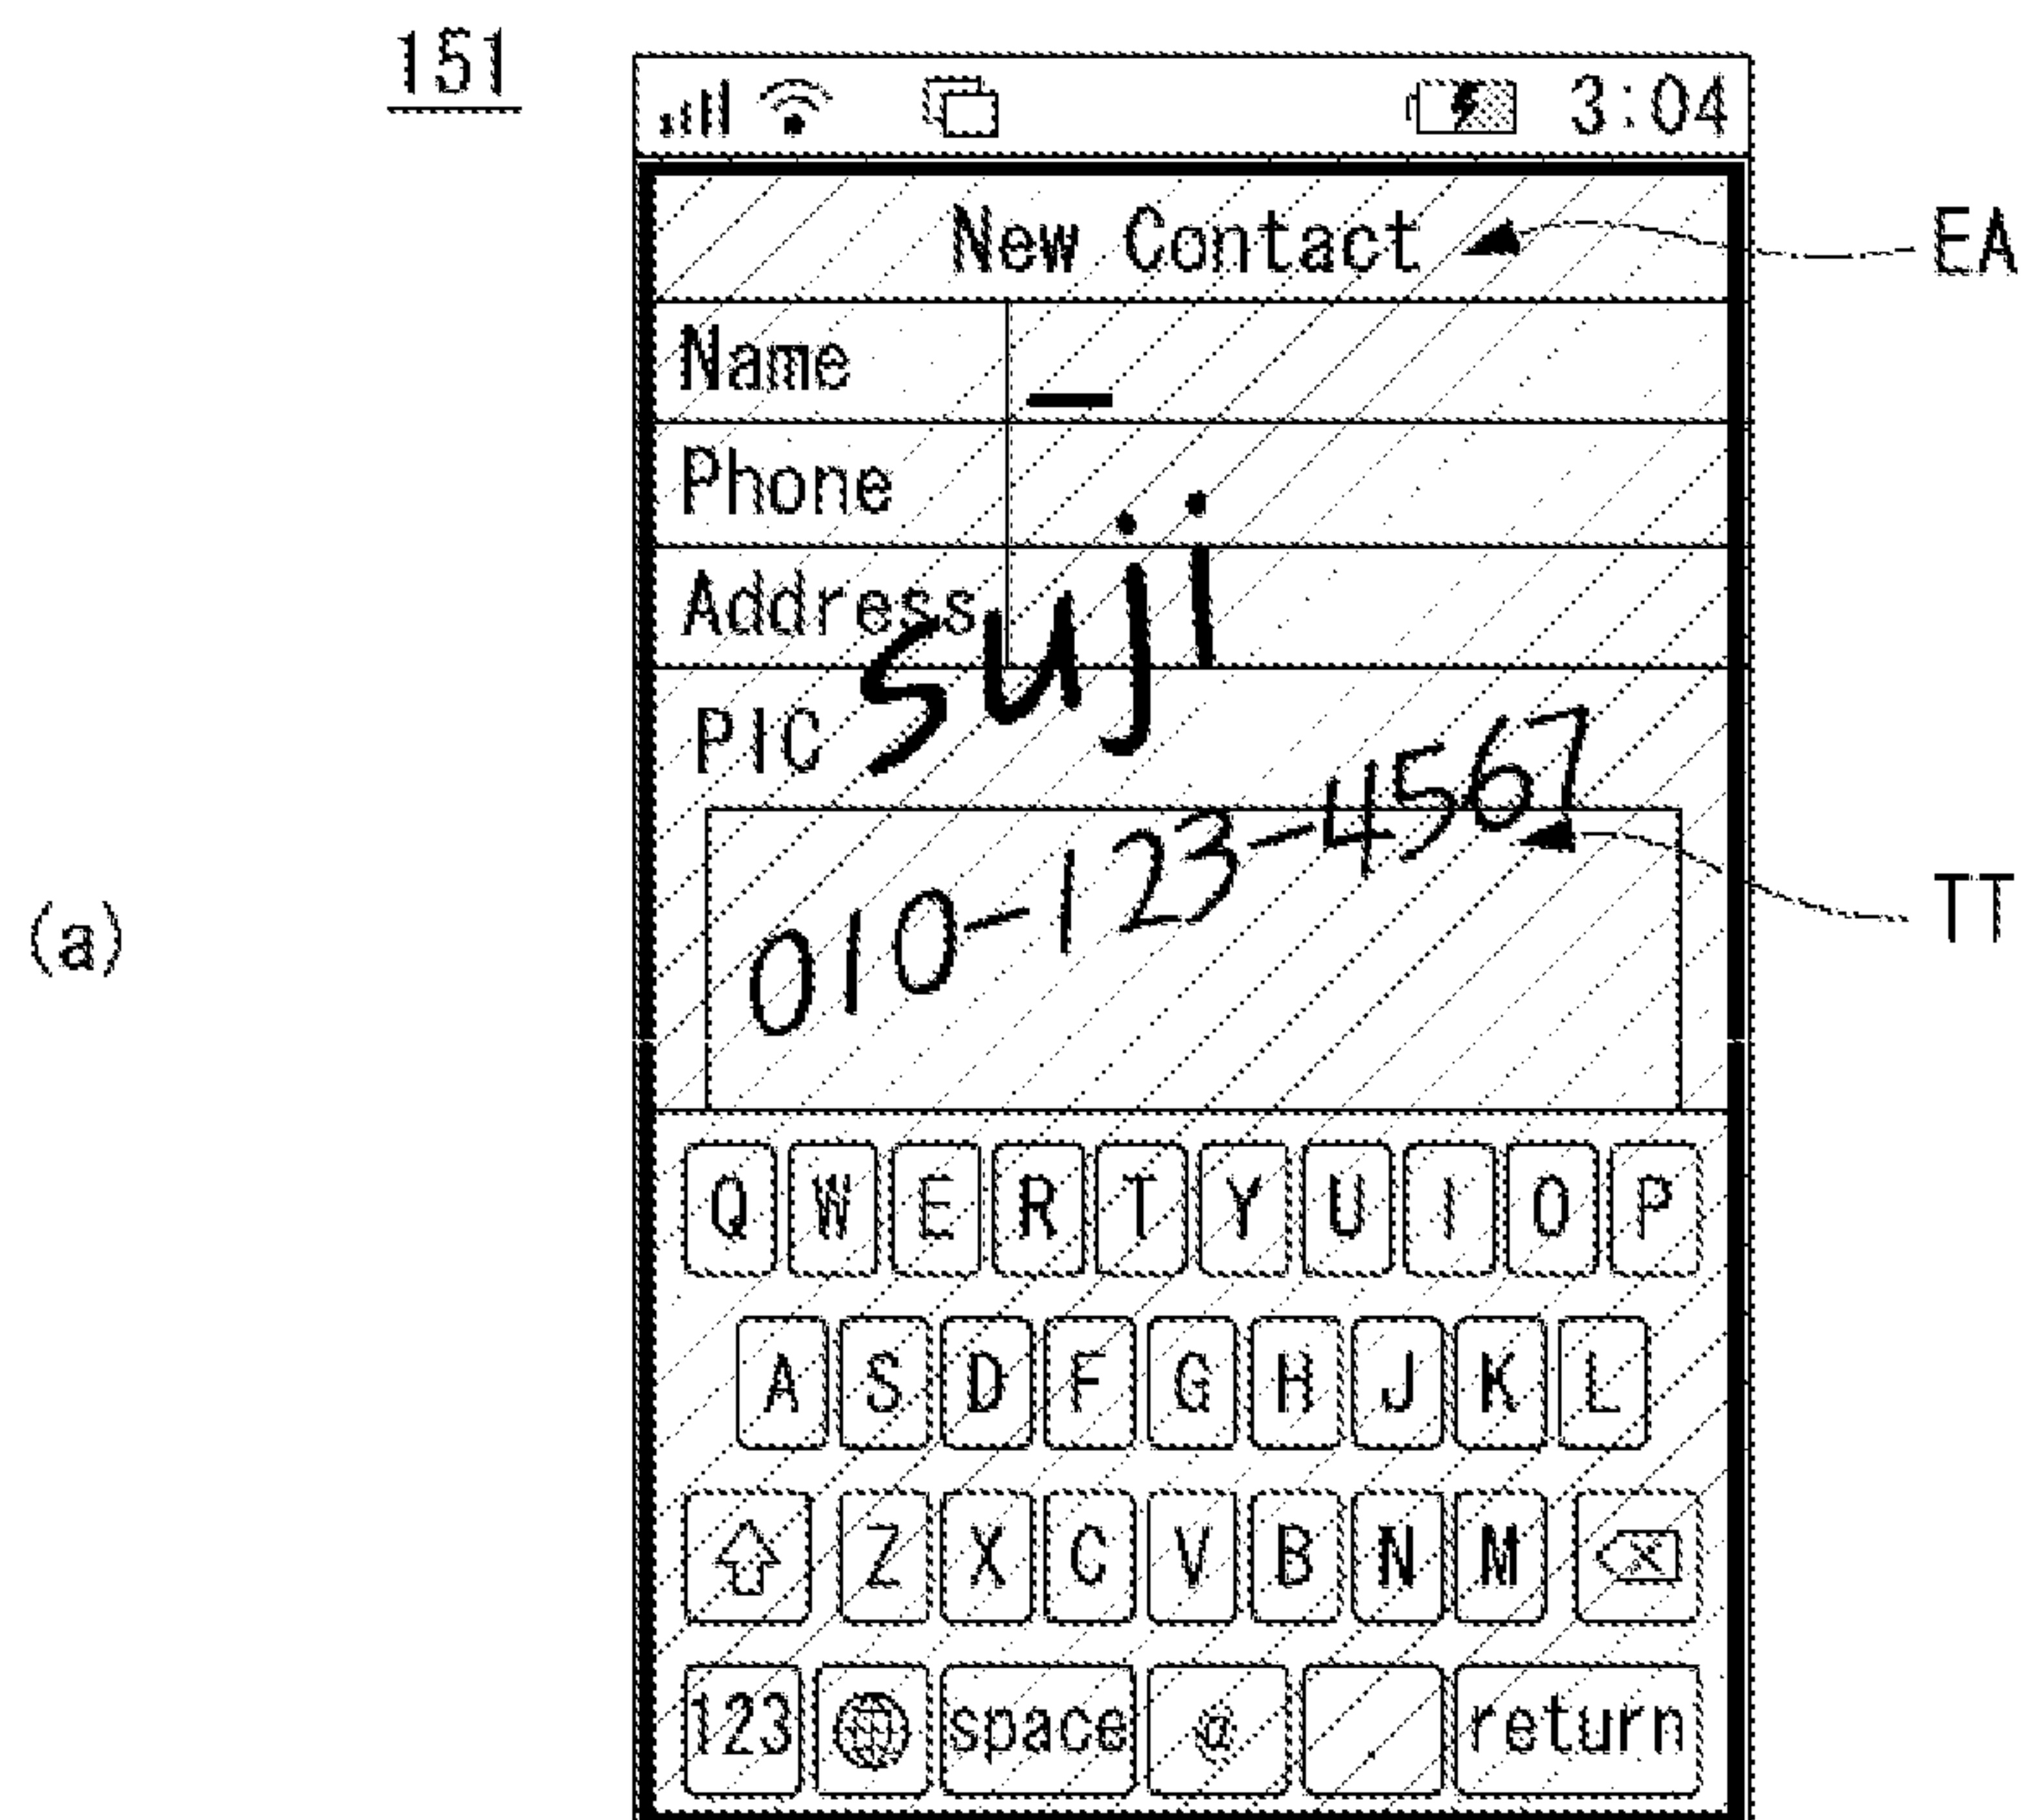 151
3:04
New Contact
EA
Name _
Phone
Address
suji
PIC
010-123-4567
TT
(a)
Q W E R T Y U I O P
A S D F G H J K L
Z X C V B N M
123 space @ . return